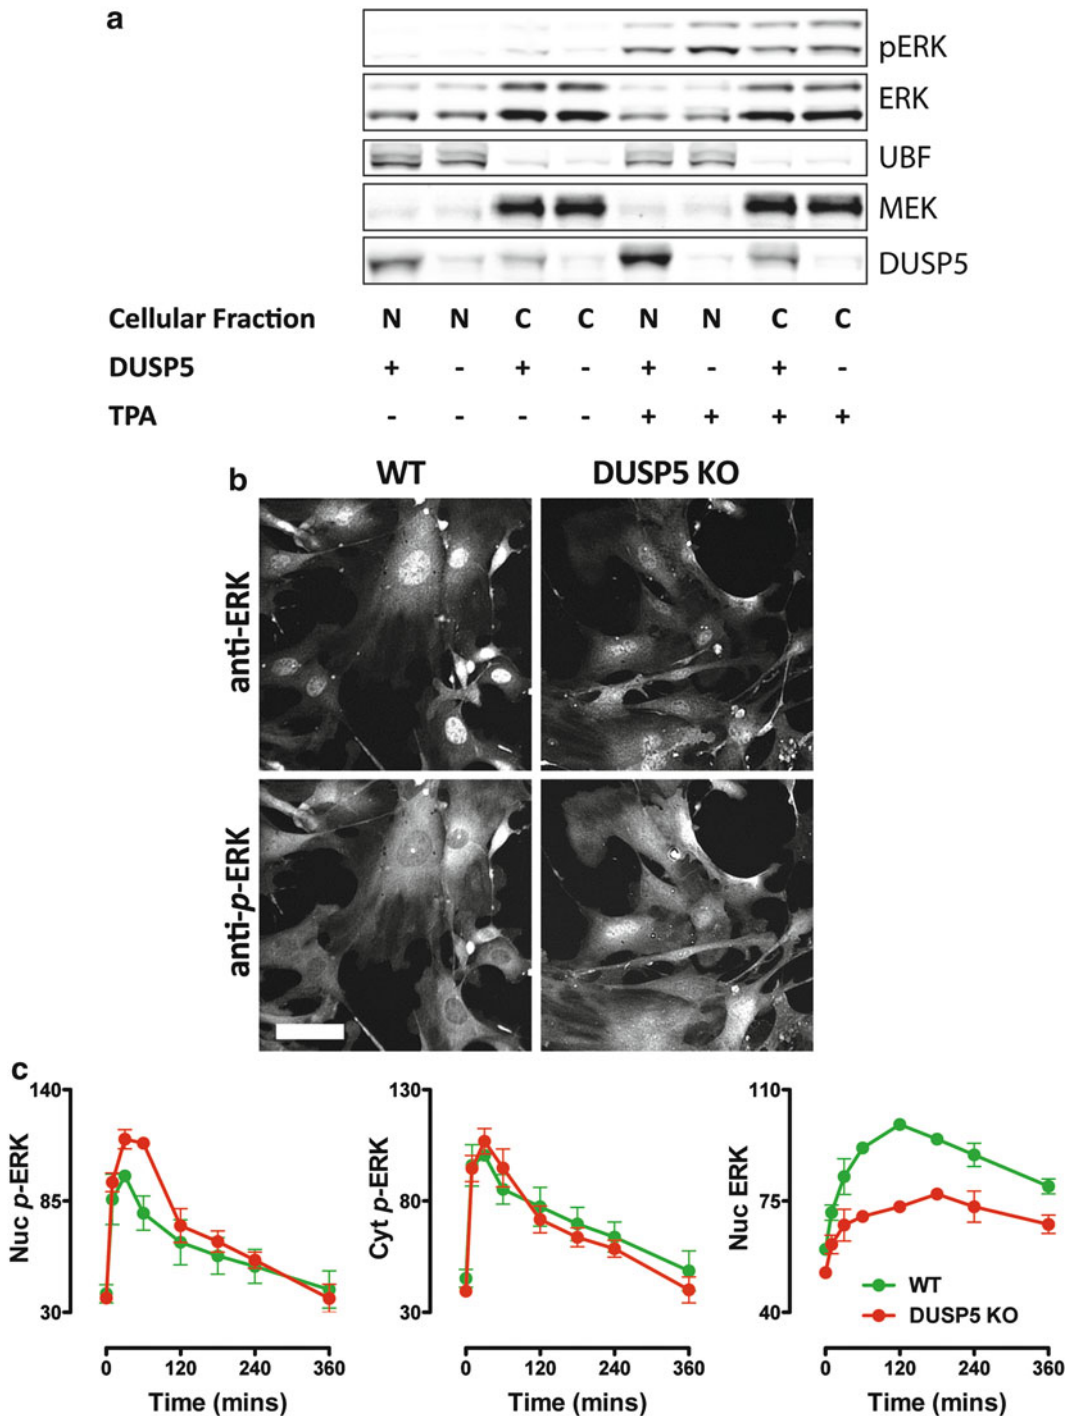 a
pERK
ERK
UBF
MEK
DUSP5
Cellular Fraction N N C C N N C C
DUSP5 + - + - + - + -
TPA - - - - + + + +
b
WT DUSP5 KO
anti-ERK
anti-p-ERK
c
Nuc p-ERK
140
85
30
0 120 240 360
Time (mins)
Cyt p-ERK
130
80
30
0 120 240 360
Time (mins)
Nuc ERK
110
75
40
WT
DUSP5 KO
0 120 240 360
Time (mins)